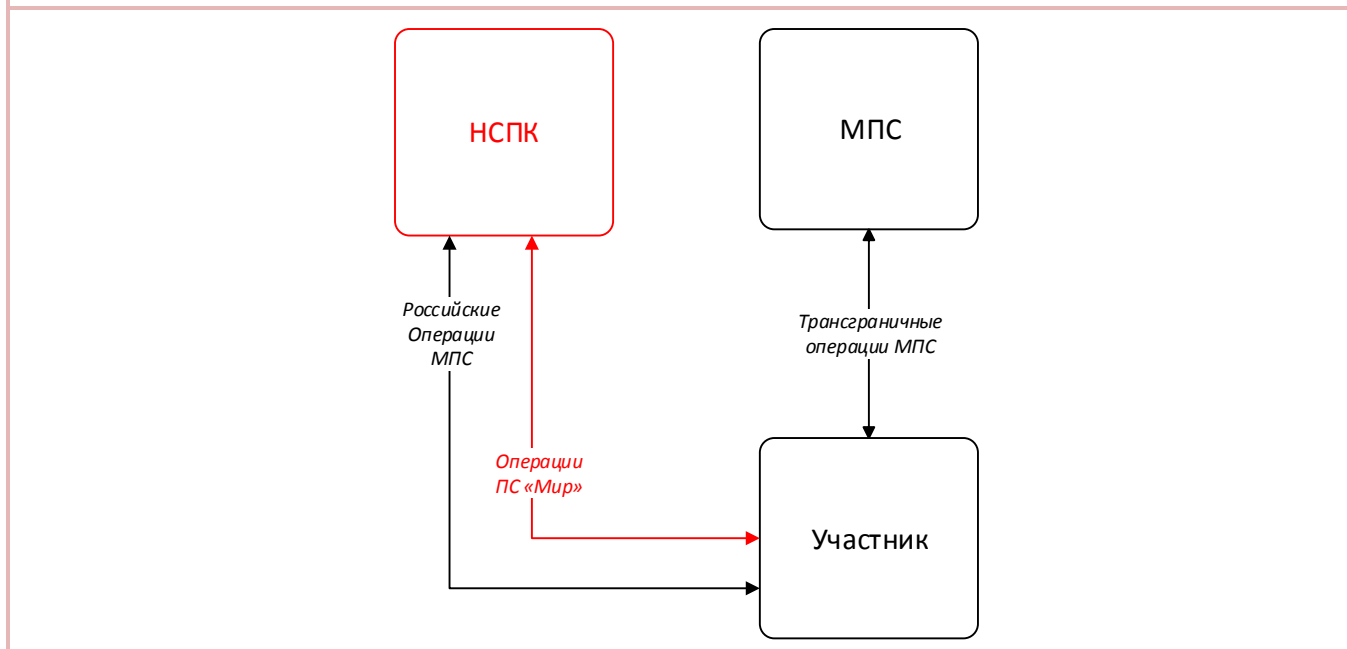 НСПК
МПС
Российские
Операции
МПС
Трансграничные
операции МПС
Операции
ПС «Мир»
Участник